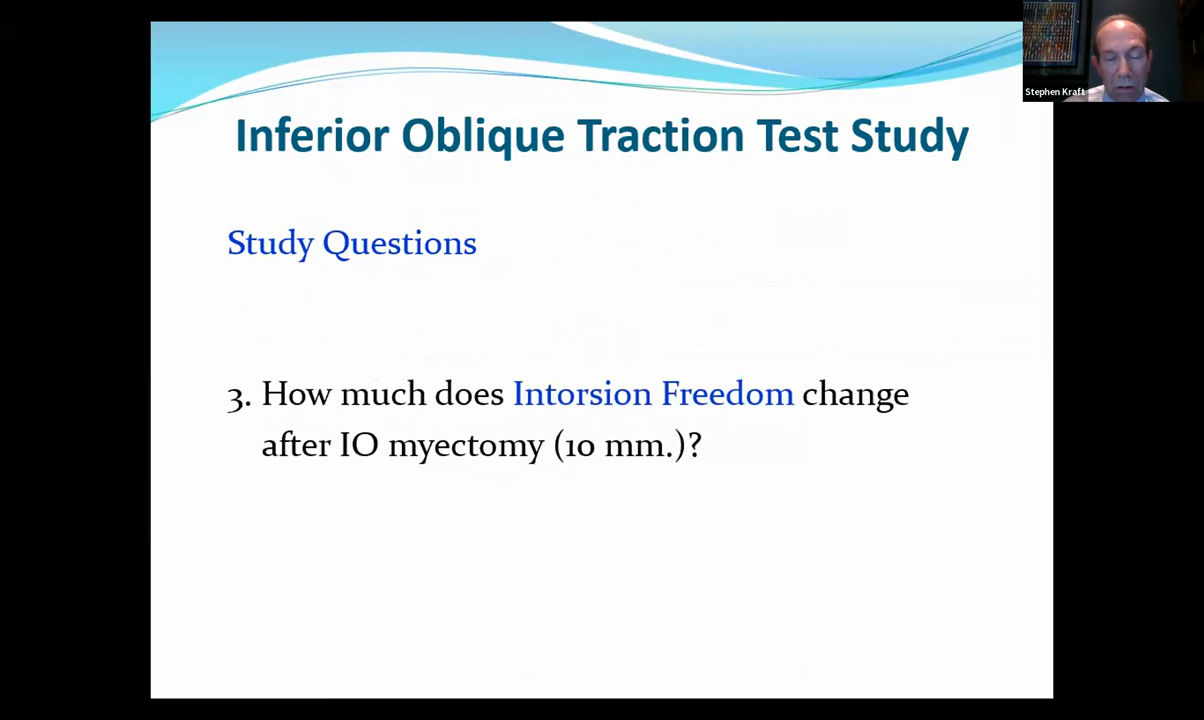 Stephen Kraft
Inferior Oblique Traction Test Study
Study Questions
3. How much does Intorsion Freedom change
after IO myectomy (10 mm.)?